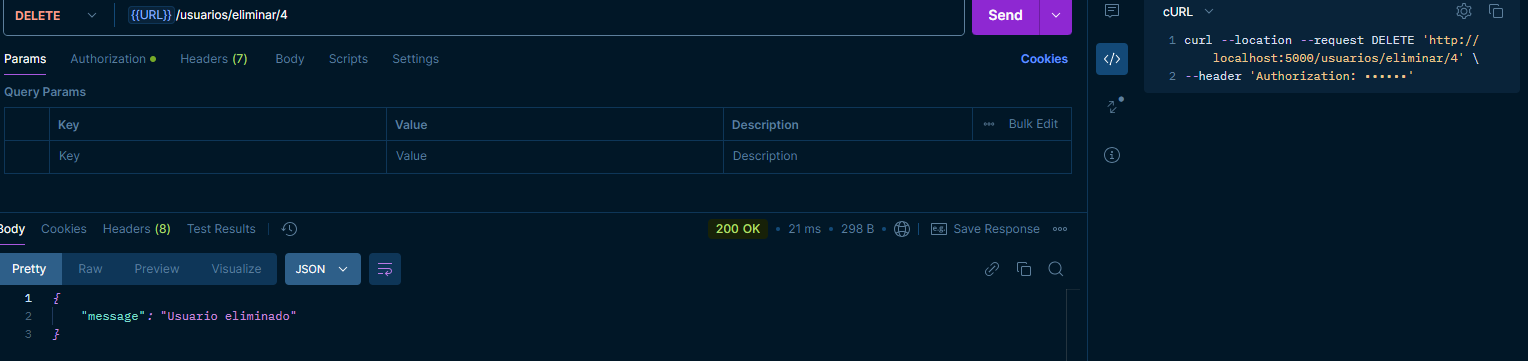 DELETE {{URL}}/usuarios/eliminar/4 Send
Params Authorization Headers (7) Body Scripts Settings Cookies
Query Params
Key Value Description ••• Bulk Edit
Key Value Description
Body Cookies Headers (8) Test Results 200 OK • 21 ms • 298 B • e.g. Save Response •••
Pretty Raw Preview Visualize JSON
1 {
2 "message": "Usuario eliminado"
3 }
cURL
1 curl --location --request DELETE 'http://
localhost:5000/usuarios/eliminar/4' \
2 --header 'Authorization: ••••••'